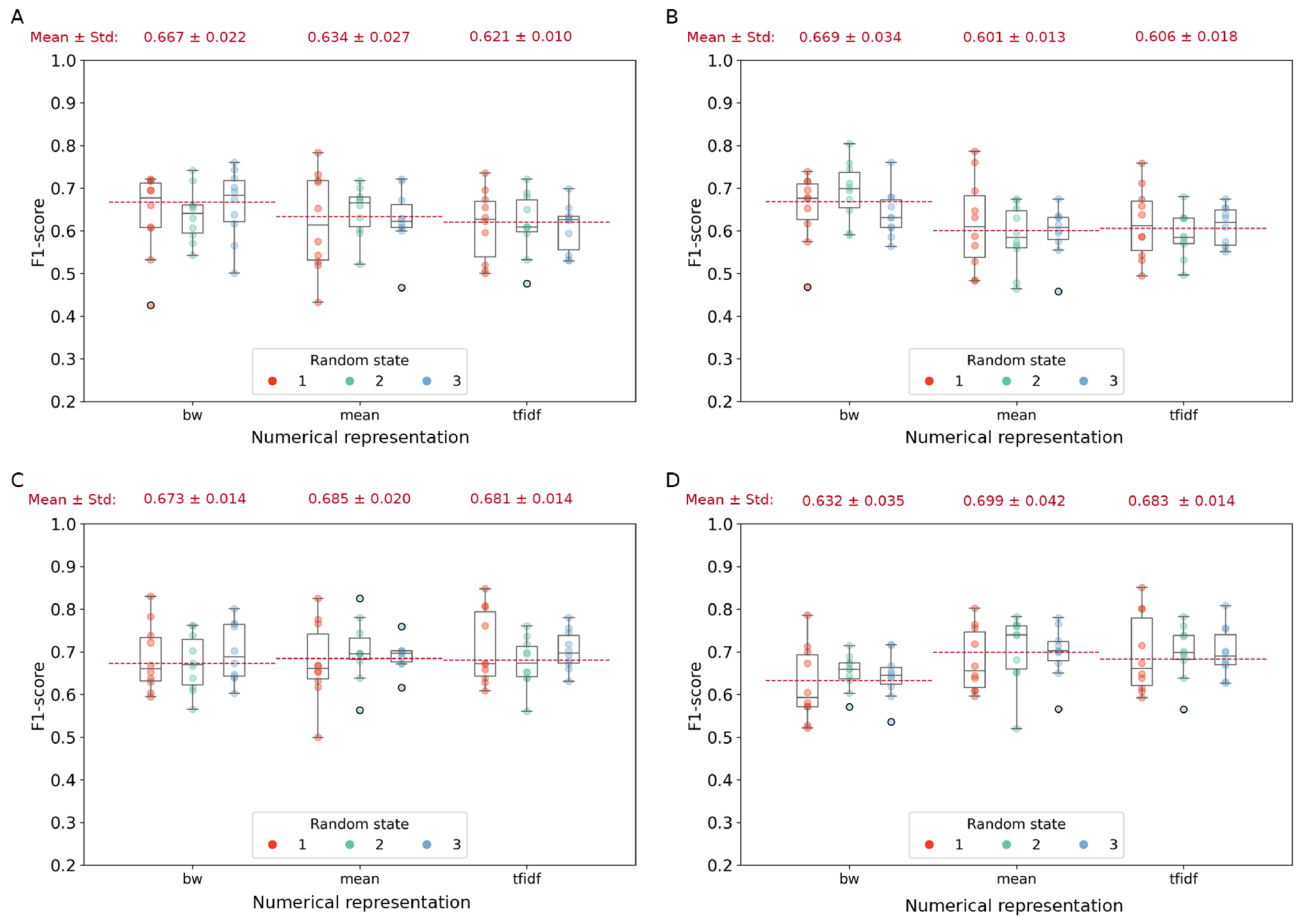 A
Mean ± Std: 0.667 ± 0.022 0.634 ± 0.027 0.621 ± 0.010
1.0
0.9
0.8
0.7
0.6
0.5
0.4
0.3
0.2
F1-score
Random state
1 2 3
bw mean tfidf
Numerical representation
B
Mean ± Std: 0.669 ± 0.034 0.601 ± 0.013 0.606 ± 0.018
1.0
0.9
0.8
0.7
0.6
0.5
0.4
0.3
0.2
F1-score
Random state
1 2 3
bw mean tfidf
Numerical representation
C
Mean ± Std: 0.673 ± 0.014 0.685 ± 0.020 0.681 ± 0.014
1.0
0.9
0.8
0.7
0.6
0.5
0.4
0.3
0.2
F1-score
Random state
1 2 3
bw mean tfidf
Numerical representation
D
Mean ± Std: 0.632 ± 0.035 0.699 ± 0.042 0.683 ± 0.014
1.0
0.9
0.8
0.7
0.6
0.5
0.4
0.3
0.2
F1-score
Random state
1 2 3
bw mean tfidf
Numerical representation